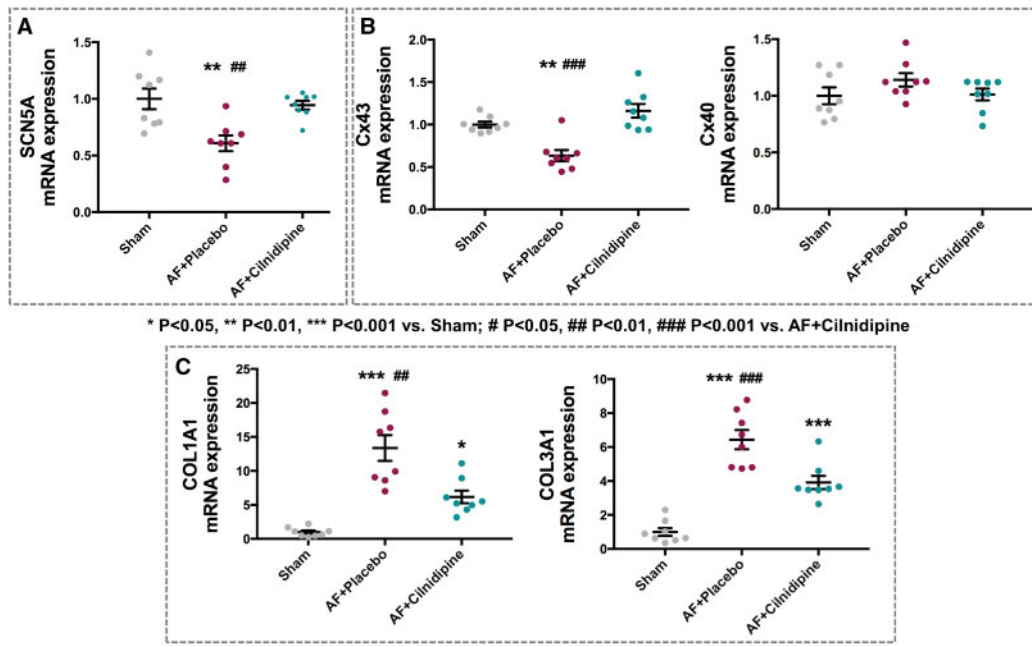 A
SCN5A
mRNA expression
1.5
1.0
0.5
0.0
** ##
Sham
AF+Placebo
AF+Cilnidipine
B
Cx43
mRNA expression
2.0
1.5
1.0
0.5
0.0
** ###
Sham
AF+Placebo
AF+Cilnidipine
Cx40
mRNA expression
1.5
1.0
0.5
0.0
Sham
AF+Placebo
AF+Cilnidipine
* P<0.05, ** P<0.01, *** P<0.001 vs. Sham; # P<0.05, ## P<0.01, ### P<0.001 vs. AF+Cilnidipine
C
COL11A1
mRNA expression
25
20
15
10
5
0
*** ##
*
Sham
AF+Placebo
AF+Cilnidipine
COL3A1
mRNA expression
10
8
6
4
2
0
*** ###
***
Sham
AF+Placebo
AF+Cilnidipine